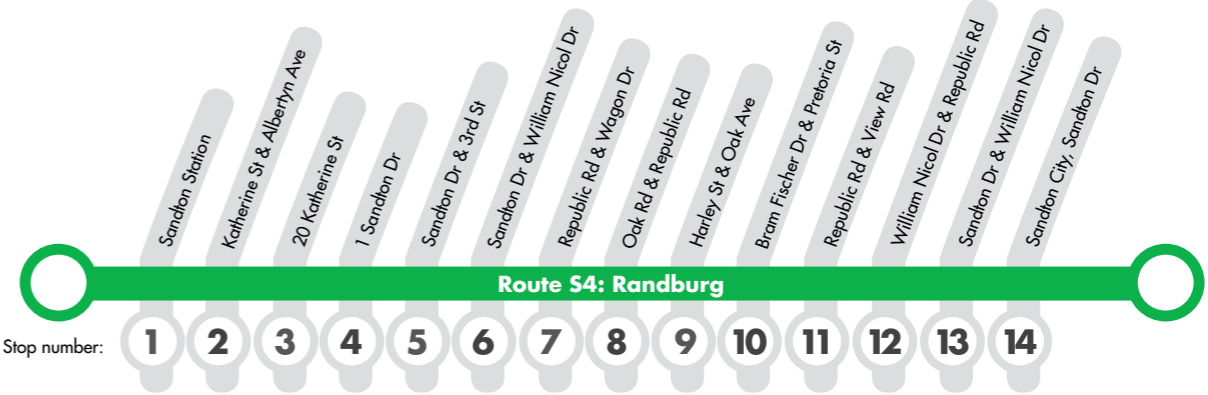 Sandton Station
Katherine St & Albertyn Ave
20 Katherine St
1 Sandton Dr
Sandton Dr & 3rd St
Sandton Dr & William Nicol Dr
Republic Rd & Wagon Dr
Oak Rd & Republic Rd
Harley St & Oak Ave
Bram Fischer Dr & Pretoria St
Republic Rd & View Rd
William Nicol Dr & Republic Rd
Sandton Dr & William Nicol Dr
Sandton City, Sandton Dr
Route S4: Randburg
Stop number: 1 2 3 4 5 6 7 8 9 10 11 12 13 14